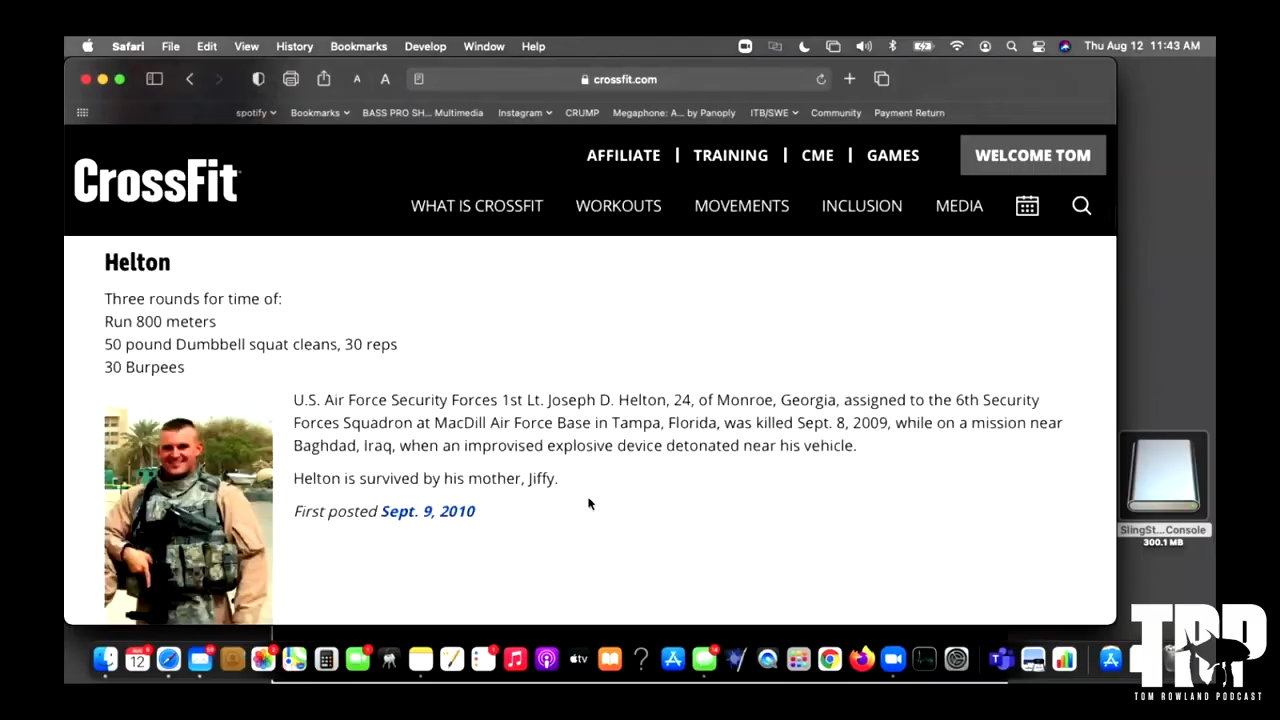 Safari File Edit View History Bookmarks Develop Window Help Thu Aug 12 11:43 AM
A A crossfit.com
spotify Bookmarks BASS PRO SH... Multimedia Instagram CRUMP Megaphone: A... by Panoply ITB/SWE Community Payment Return
AFFILIATE | TRAINING | CME | GAMES WELCOME TOM
CrossFit
WHAT IS CROSSFIT WORKOUTS MOVEMENTS INCLUSION MEDIA
Helton
Three rounds for time of:
Run 800 meters
50 pound Dumbbell squat cleans, 30 reps
30 Burpees
U.S. Air Force Security Forces 1st Lt. Joseph D. Helton, 24, of Monroe, Georgia, assigned to the 6th Security
Forces Squadron at MacDill Air Force Base in Tampa, Florida, was killed Sept. 8, 2009, while on a mission near
Baghdad, Iraq, when an improvised explosive device detonated near his vehicle.
Helton is survived by his mother, Jiffy.
First posted Sept. 9, 2010
SlingSt...Console
300.1 MB
12 tv ?
TRP
TOM ROWLAND PODCAST